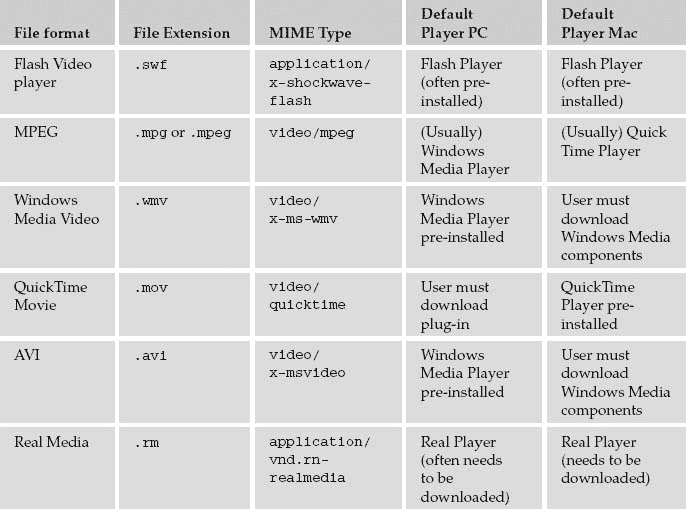 File format
File Extension
MIME Type
Default
Player PC
Default
Player Mac
Flash Video
player
.swf
application/
x-shockwave-
flash
Flash Player
(often pre-
installed)
Flash Player
(often pre-
installed)
MPEG
.mpg or .mpeg
video/mpeg
(Usually)
Windows
Media Player
(Usually) Quick
Time Player
Windows
Media Video
.wmv
video/
x-ms-wmv
Windows
Media Player
pre-installed
User must
download
Windows Media
components
QuickTime
Movie
.mov
video/
quicktime
User must
download
plug-in
QuickTime
Player pre-
installed
AVI
.avi
video/
x-msvideo
Windows
Media Player
pre-installed
User must
download
Windows Media
components
Real Media
.rm
application/
vnd.rn-
realmedia
Real Player
(often needs
to be
downloaded)
Real Player
(needs to be
downloaded)